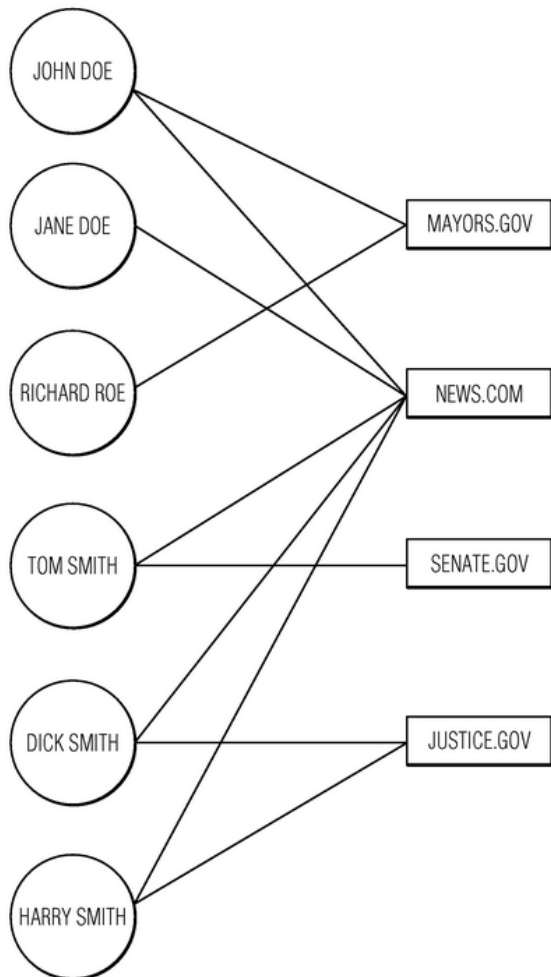 JOHN DOE
JANE DOE
MAYORS.GOV
RICHARD ROE
NEWS.COM
TOM SMITH
SENATE.GOV
DICK SMITH
JUSTICE.GOV
HARRY SMITH